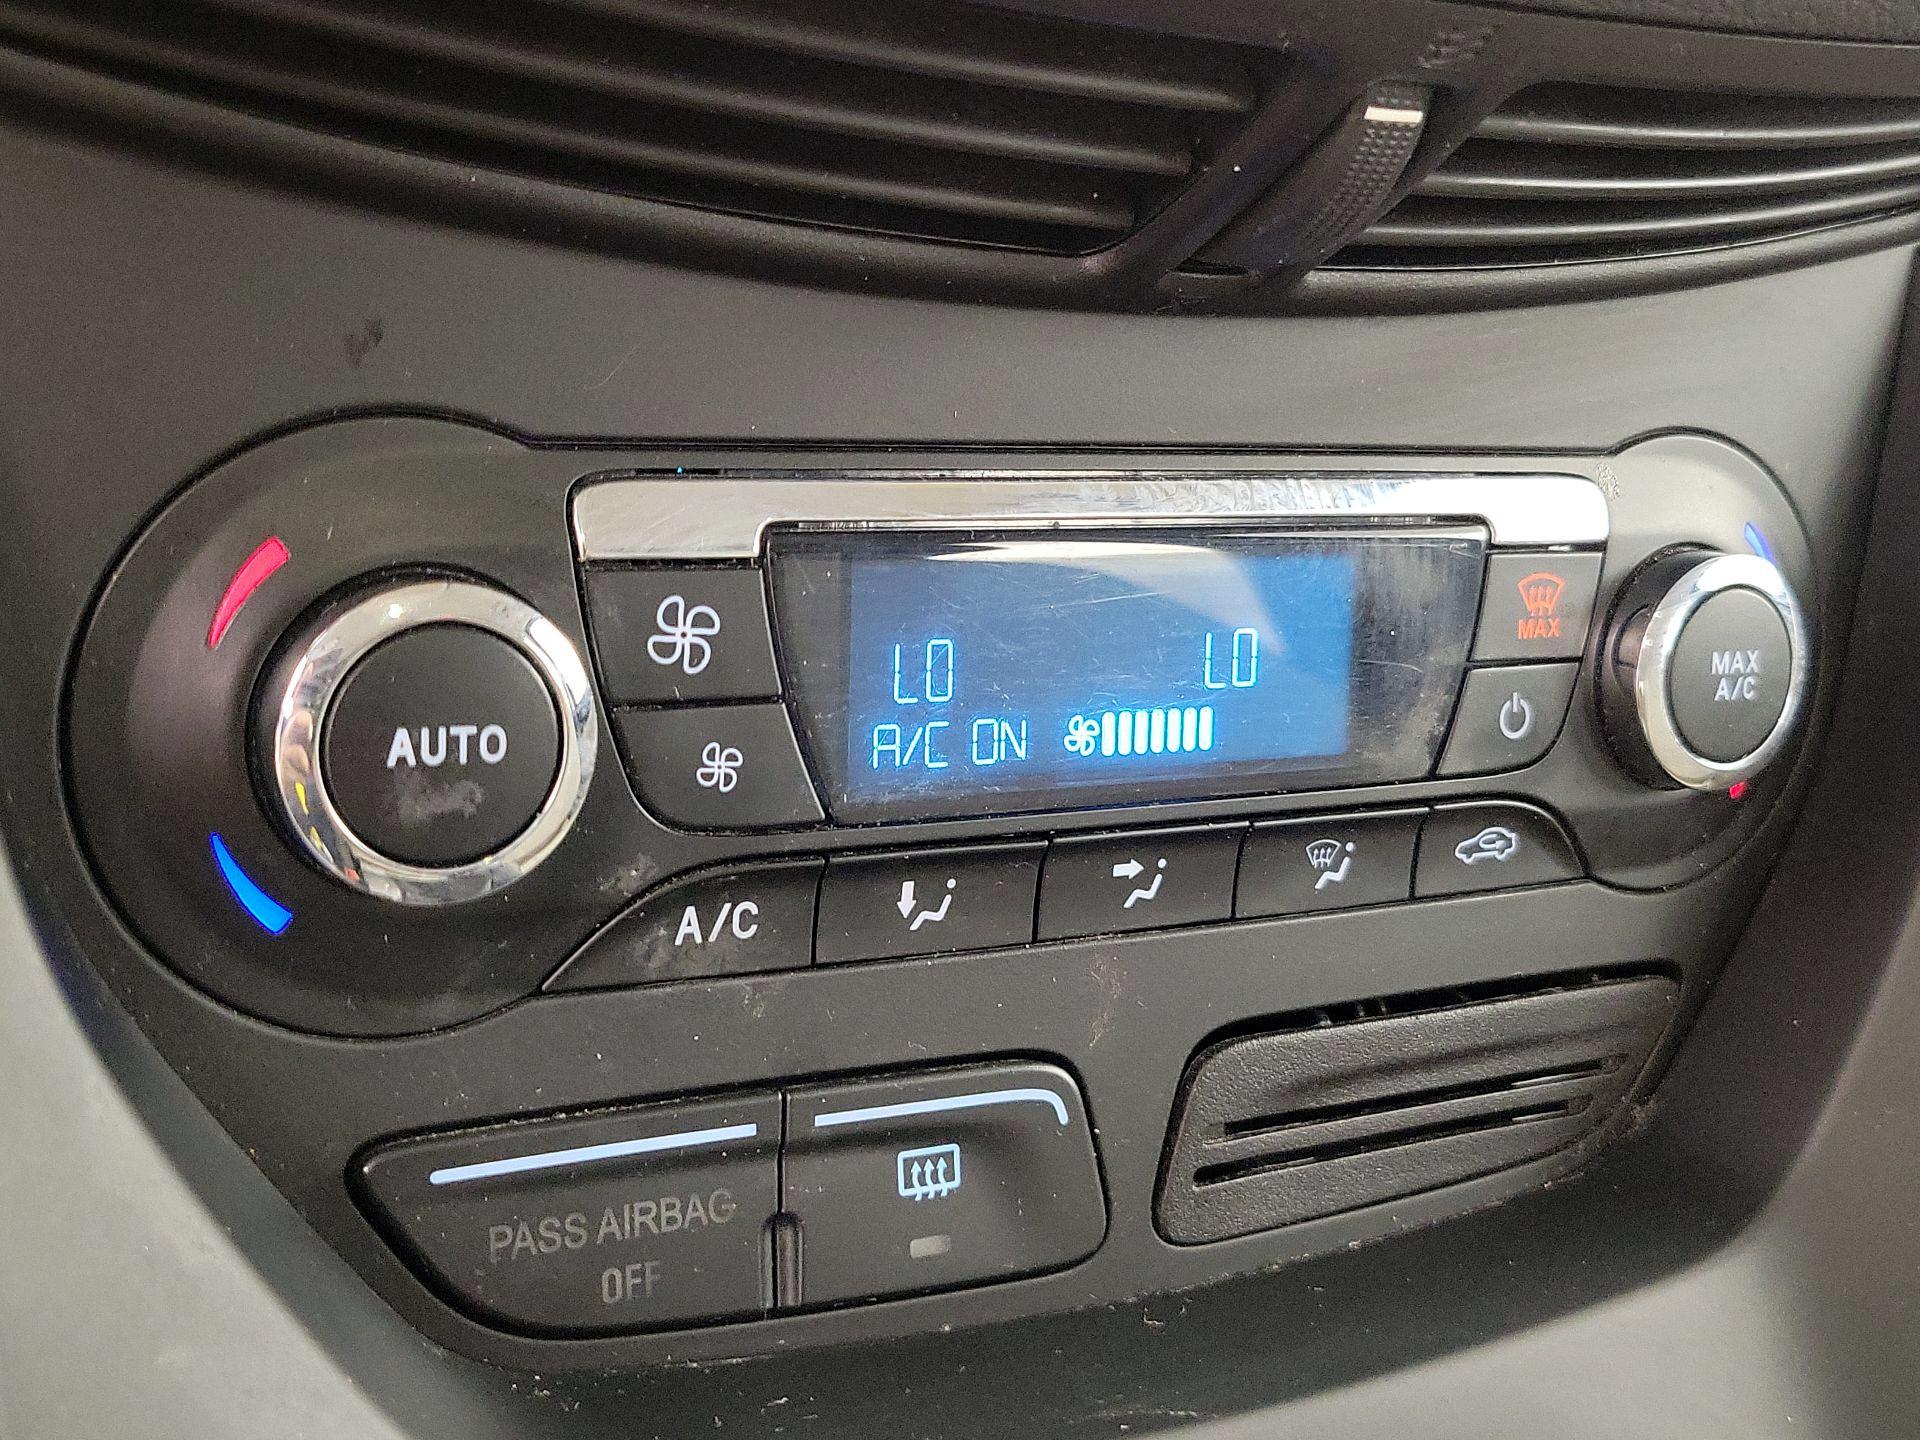 LO LO
A/C ON
AUTO
MAX
MAX
A/C
A/C
PASS AIRBAG
OFF